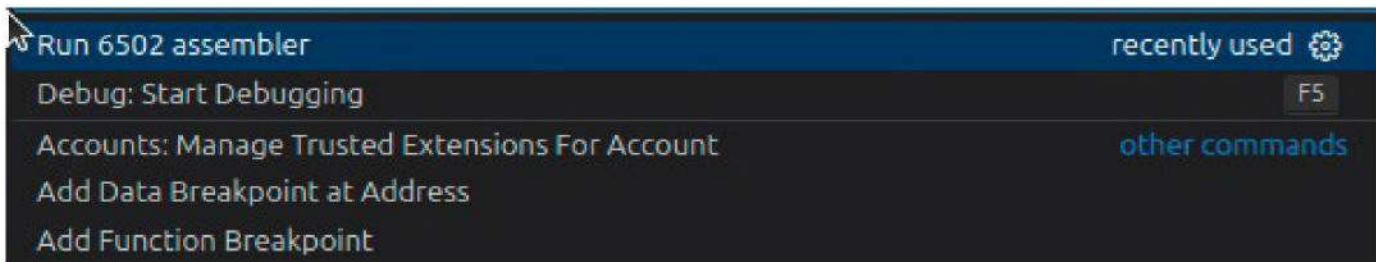 Run 6502 assembler recently used
Debug: Start Debugging F5
Accounts: Manage Trusted Extensions For Account other commands
Add Data Breakpoint at Address
Add Function Breakpoint